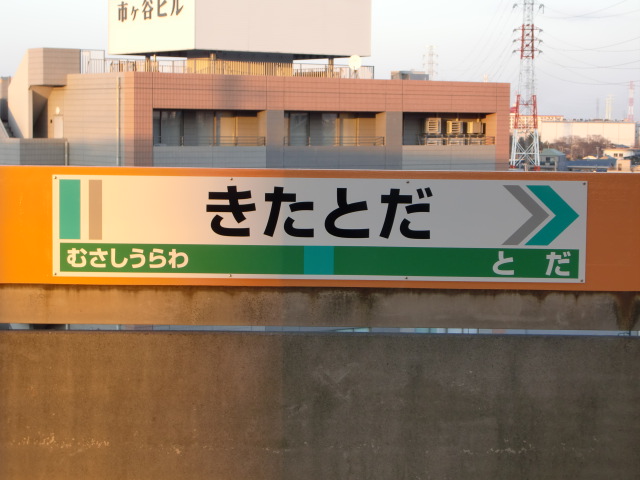 市ヶ谷ビル
きたとだ
むさしうらわ
とだ